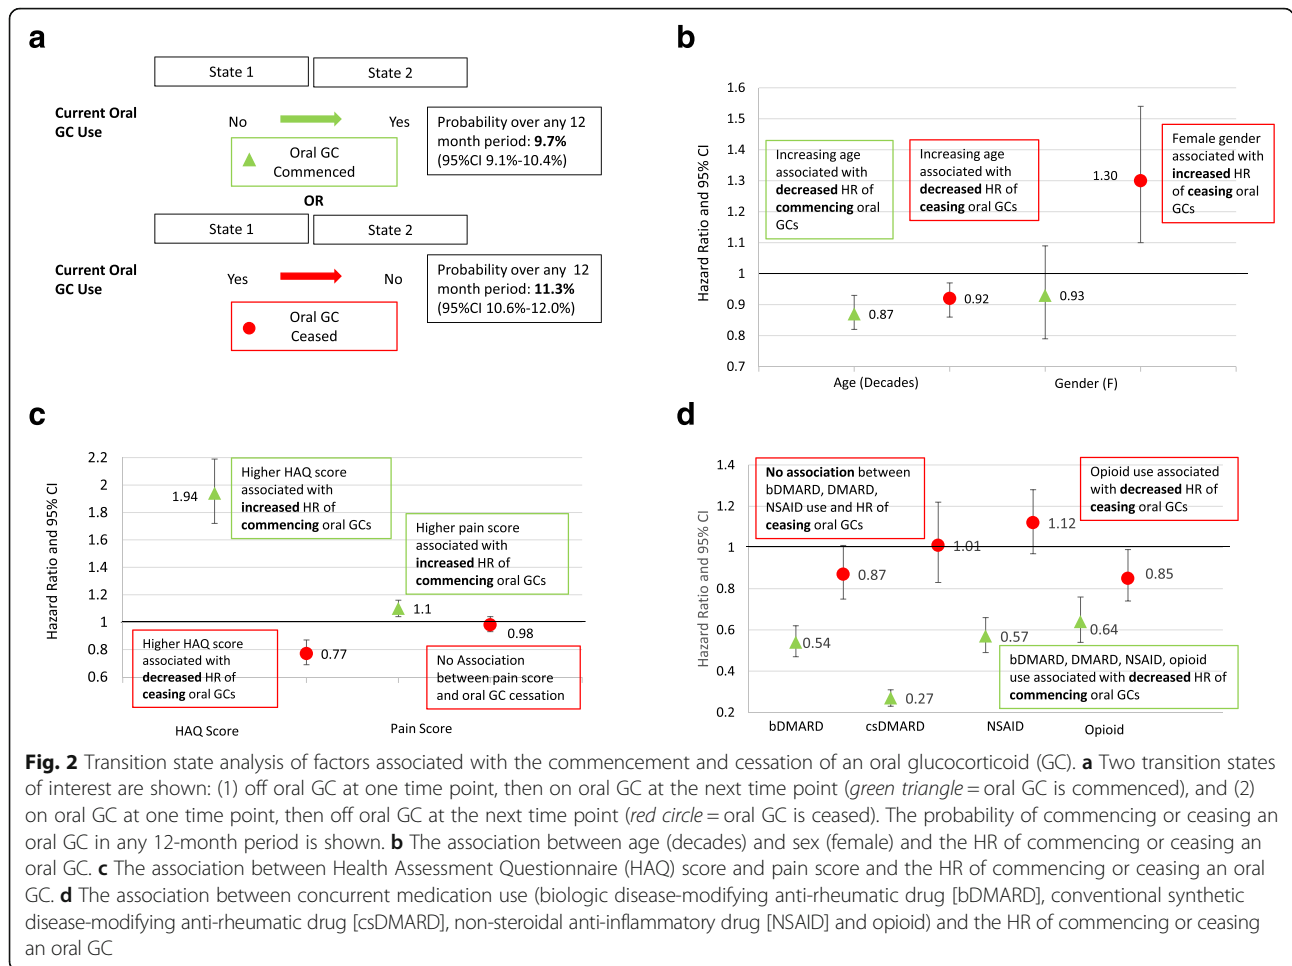 a
State 1
State 2
Current Oral
GC Use
No
Yes
Oral GC
Commenced
Probability over any 12
month period: 9.7%
(95%CI 9.1%-10.4%)
OR
State 1
State 2
Current Oral
GC Use
Yes
No
Oral GC
Ceased
Probability over any 12
month period: 11.3%
(95%CI 10.6%-12.0%)
b
Hazard Ratio and 95% CI
1.6
1.5
1.4
1.3
1.2
1.1
1
0.9
0.8
0.7
Increasing age
associated with
decreased HR of
commencing oral
GCs
Increasing age
associated with
decreased HR of
ceasing oral GCs
Female gender
associated with
increased HR
of ceasing oral
GCs
0.87
0.92
0.93
1.30
Age (Decades)
Gender (F)
c
Hazard Ratio and 95% CI
2.2
2
1.8
1.6
1.4
1.2
1
0.8
0.6
Higher HAQ score
associated with
increased HR of
commencing oral GCs
Higher pain score
associated with
increased HR of
commencing oral GCs
Higher HAQ score
associated with
decreased HR of
ceasing oral GCs
No Association
between pain score
and oral GC cessation
1.94
0.77
1.1
0.98
HAQ Score
Pain Score
d
Hazard Ratio and 95% CI
1.4
1.2
1
0.8
0.6
0.4
0.2
No association between
bDMARD, DMARD,
NSAID use and HR of
ceasing oral GCs
Opioid use associated
with decreased HR of
ceasing oral GCs
bDMARD, DMARD, NSAID, opioid
use associated with decreased HR of
commencing oral GCs
0.54
0.87
0.27
1.01
0.57
1.12
0.64
0.85
bDMARD
csDMARD
NSAID
Opioid
Fig. 2 Transition state analysis of factors associated with the commencement and cessation of an oral glucocorticoid (GC). a Two transition states
of interest are shown: (1) off oral GC at one time point, then on oral GC at the next time point (green triangle = oral GC is commenced), and (2)
on oral GC at one time point, then off oral GC at the next time point (red circle = oral GC is ceased). The probability of commencing or ceasing an
oral GC in any 12-month period is shown. b The association between age (decades) and sex (female) and the HR of commencing or ceasing an
oral GC. c The association between Health Assessment Questionnaire (HAQ) score and pain score and the HR of commencing or ceasing an oral
GC. d The association between concurrent medication use (biologic disease-modifying anti-rheumatic drug [bDMARD], conventional synthetic
disease-modifying anti-rheumatic drug [csDMARD], non-steroidal anti-inflammatory drug [NSAID] and opioid) and the HR of commencing or ceasing
an oral GC